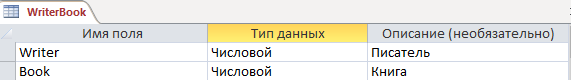 WriterBook
Имя поля Тип данных Описание (необязательно)
Writer Числовой Писатель
Book Числовой Книга